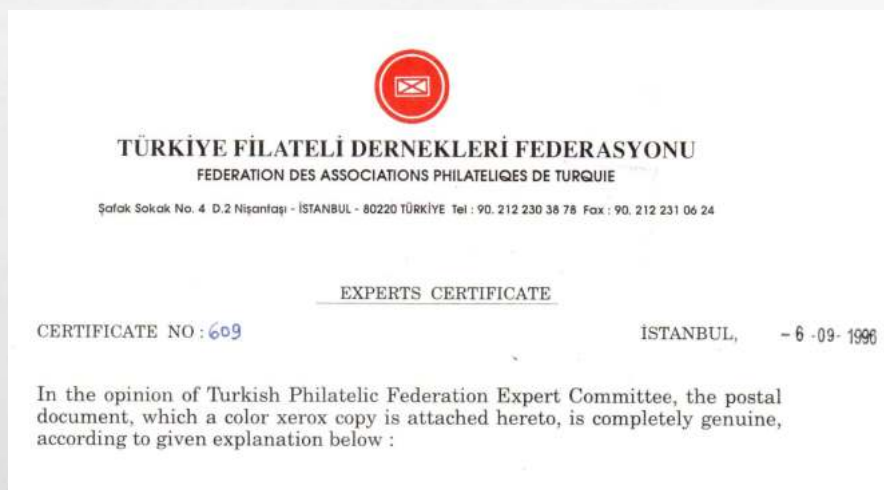 TÜRKİYE FİLATELİ DERNEKLERİ FEDERASYONU
FEDERATION DES ASSOCIATIONS PHILATELIQES DE TURQUIE
Şafak Sokak No. 4 D.2 Nişantaşı - İSTANBUL - 80220 TÜRKİYE Tel : 90. 212 230 38 78 Fax : 90. 212 231 06 24
EXPERTS CERTIFICATE
CERTIFICATE NO : 609 İSTANBUL, - 6 -09- 1996
In the opinion of Turkish Philatelic Federation Expert Committee, the postal
document, which a color xerox copy is attached hereto, is completely genuine,
according to given explanation below :